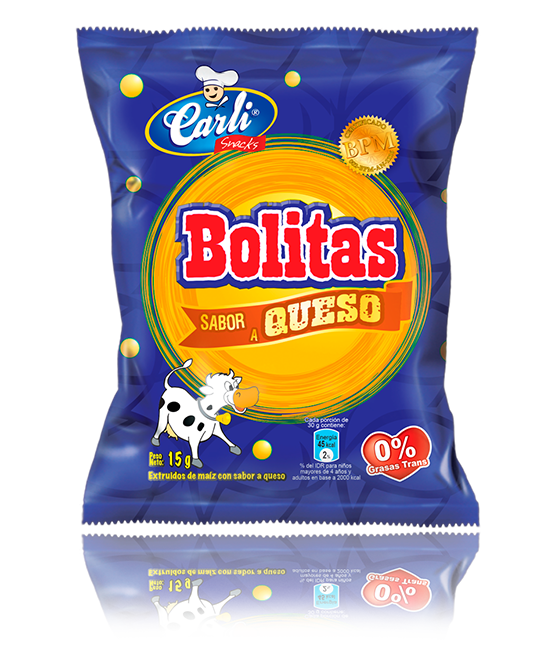 Carli®
Snacks
BPM
Bolitas
SABOR
A
QUESO
Cada porción de
30 g contiene:
Energía
45 kcal
2%
% del IDR para niños
mayores de 4 años y
adultos en base a 2000 kcal
0%
Grasas Trans
Peso
Neto: 15 g
Extruidos de maíz con sabor a queso